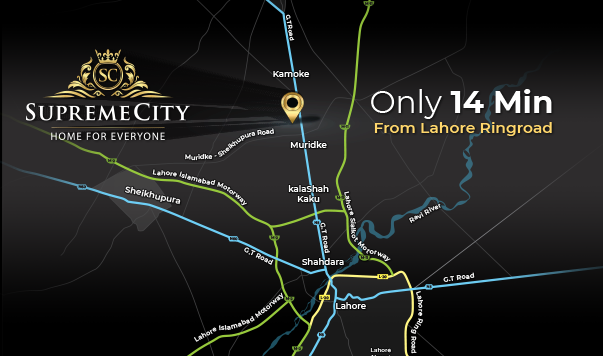 G.T Road
Kamoke
SC
SUPREMECITY
HOME FOR EVERYONE
Only 14 Min
From Lahore Ringroad
Muridke - Sheikhupura Road
Muridke
Lahore Islamabad Motorway
Sheikhupura
kalaShah
Kaku
Lahore Sialkot Motorway
Ravi River
G.T Road
G.T Road
Shahdara
G.T Road
Lahore Islamabad Motorway
Lahore
Lahore Ring Road
Lahore